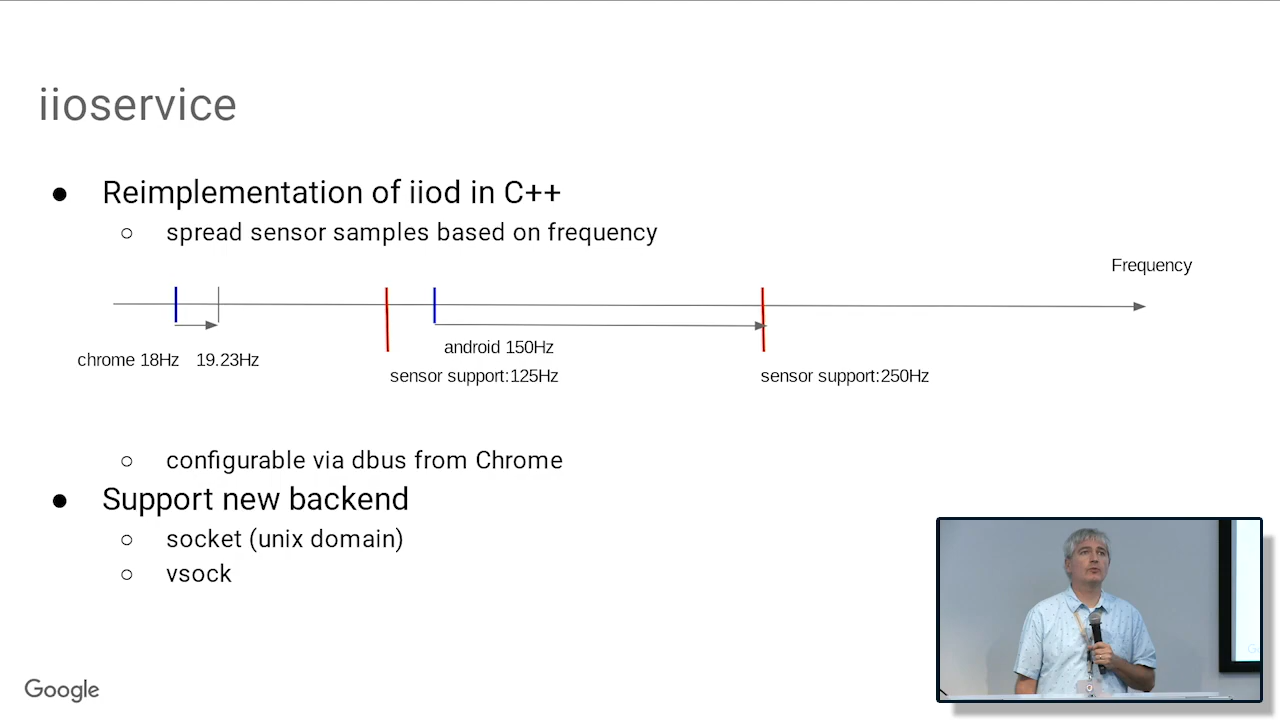 iioservice
● Reimplementation of iiod in C++
○ spread sensor samples based on frequency
Frequency
android 150Hz
chrome 18Hz 19.23Hz
sensor support:125Hz
sensor support:250Hz
○ configurable via dbus from Chrome
● Support new backend
○ socket (unix domain)
○ vsock
Google